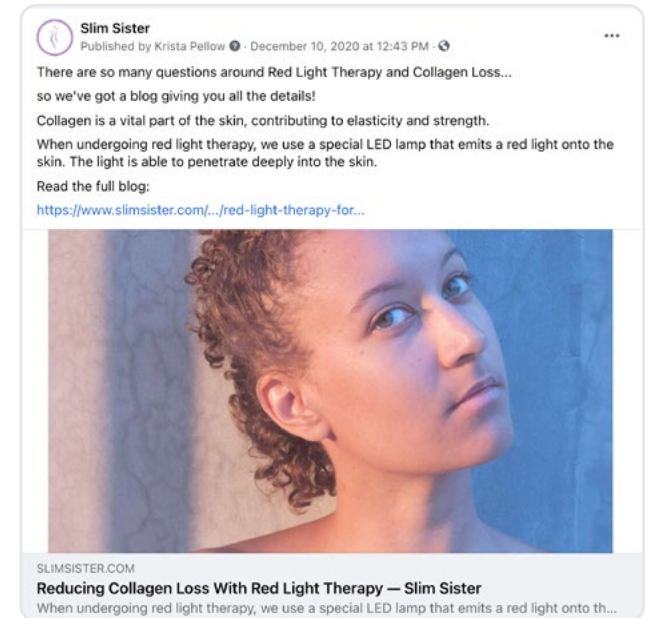 Slim Sister
Published by Krista Pellow · December 10, 2020 at 12:43 PM ·
There are so many questions around Red Light Therapy and Collagen Loss...
so we've got a blog giving you all the details!
Collagen is a vital part of the skin, contributing to elasticity and strength.
When undergoing red light therapy, we use a special LED lamp that emits a red light onto the
skin. The light is able to penetrate deeply into the skin.
Read the full blog:
https://www.slimsister.com/.../red-light-therapy-for...
SLIMSISTER.COM
Reducing Collagen Loss With Red Light Therapy — Slim Sister
When undergoing red light therapy, we use a special LED lamp that emits a red light onto th...